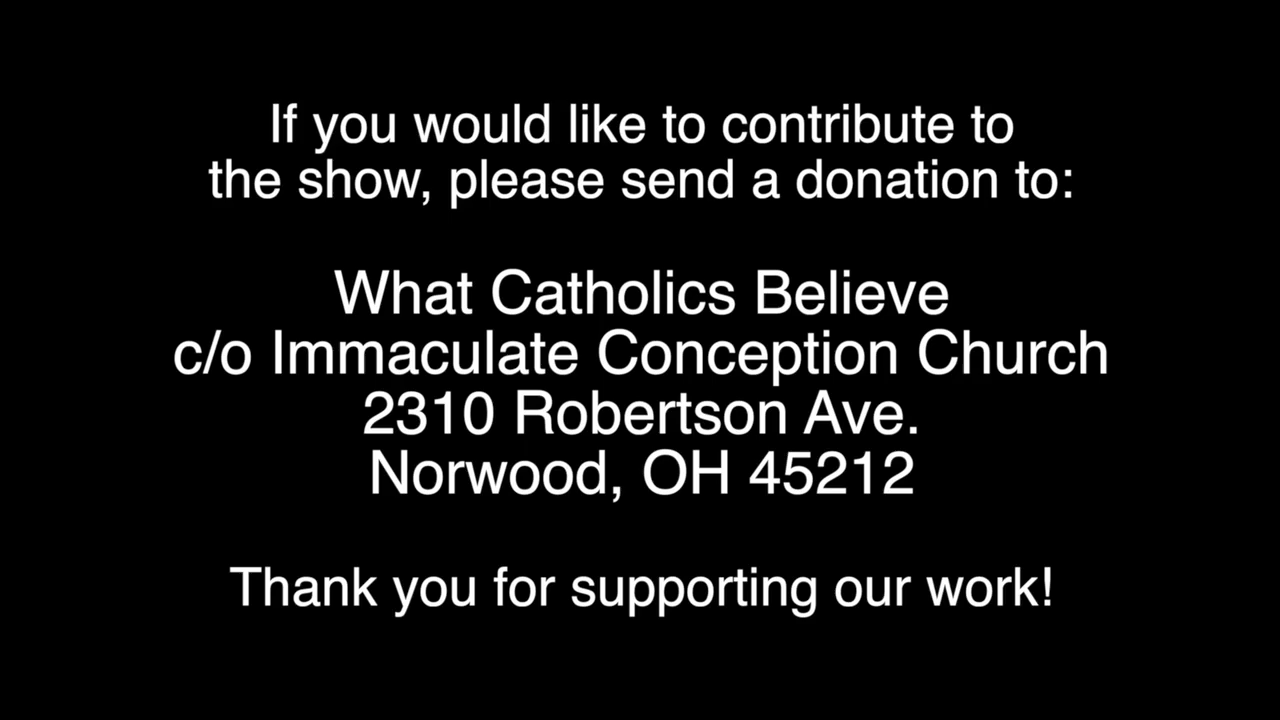 If you would like to contribute to
the show, please send a donation to:
What Catholics Believe
c/o Immaculate Conception Church
2310 Robertson Ave.
Norwood, OH 45212
Thank you for supporting our work!